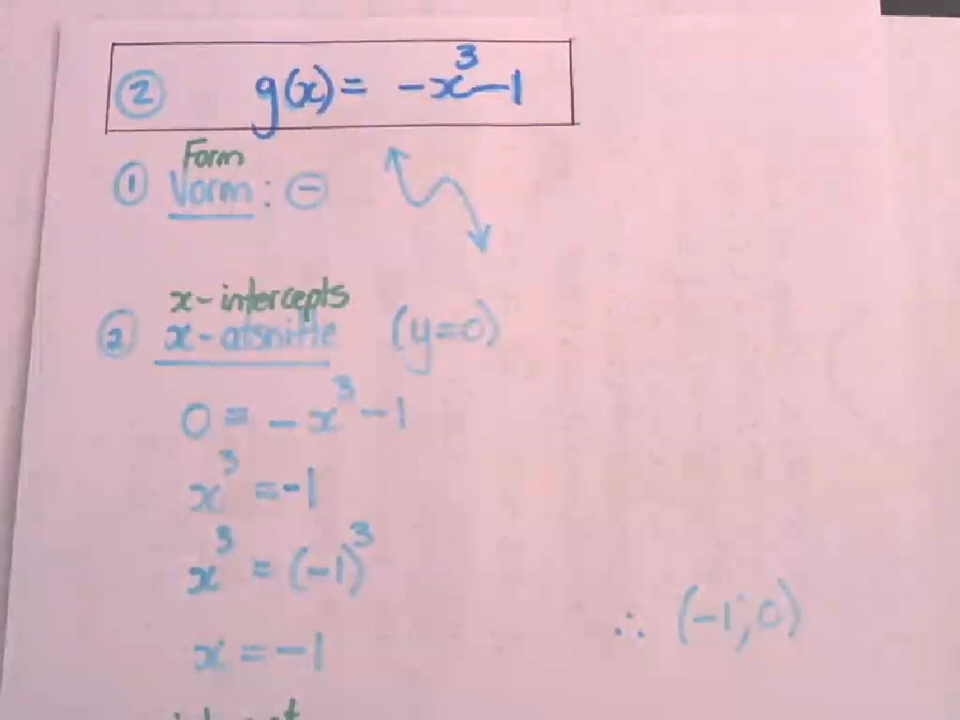 ② g(x) = -x³-1
Form
① Vorm : ⊖
x-intercepts
② x-afsnitte (y=0)
0 = -x³-1
x³ = -1
x³ = (-1)³
x = -1
∴ (-1;0)